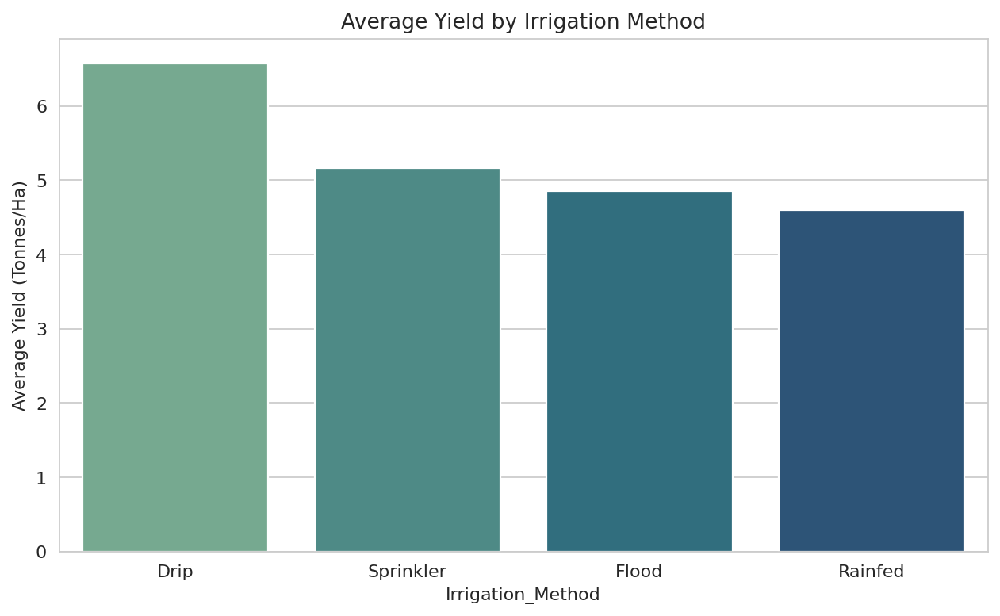 Average Yield by Irrigation Method
Average Yield (Tonnes/Ha)
6
5
4
3
2
1
0
Drip
Sprinkler
Flood
Rainfed
Irrigation_Method